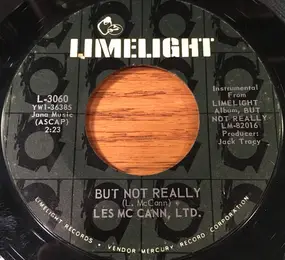 LIMELIGHT
L-3060
YW1-36385
Jana Music
(ASCAP)
2:23
Instrumental
From
LIMELIGHT
Album, BUT
NOT REALLY
LM-82016
Producer:
Jack Tracy
BUT NOT REALLY
(L. McCann)
LES MC CANN, LTD.
LIMELIGHT RECORDS • VENDOR MERCURY RECORD CORPORATION